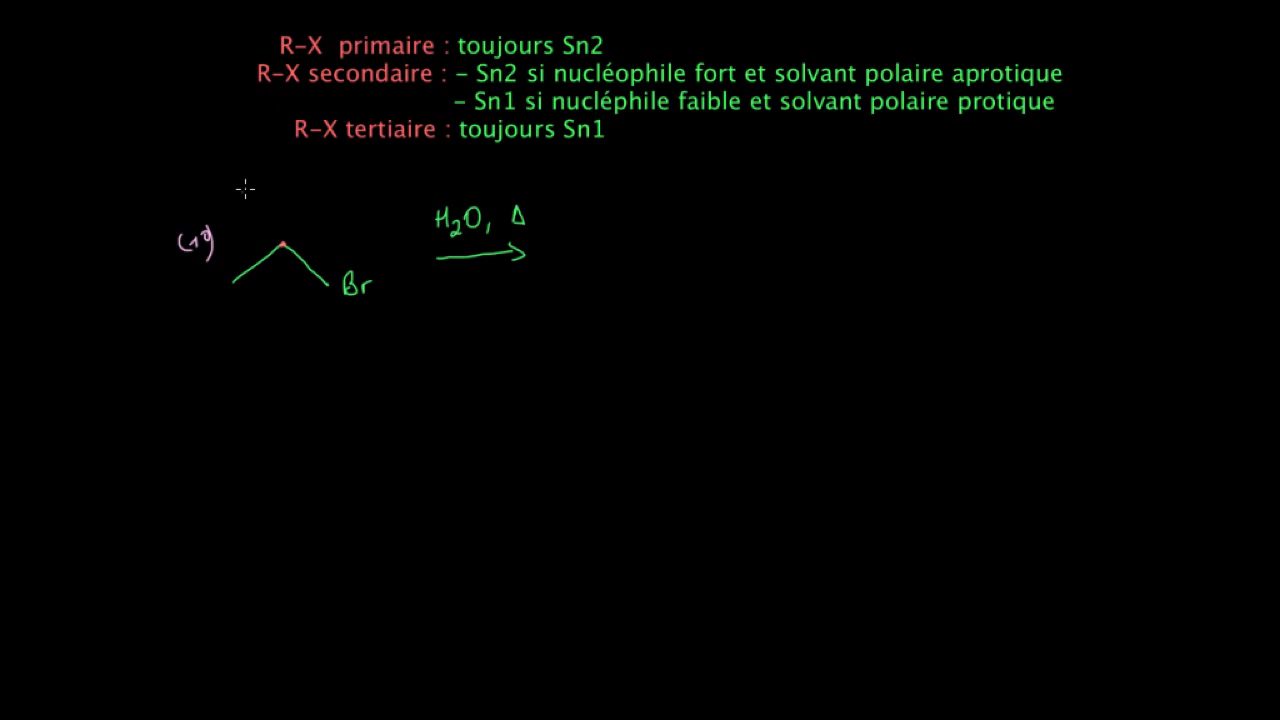 R-X primaire : toujours Sn2
R-X secondaire : - Sn2 si nucléophile fort et solvant polaire aprotique
- Sn1 si nucléphile faible et solvant polaire protique
R-X tertiaire : toujours Sn1
H₂O, Δ
(1°)
Br